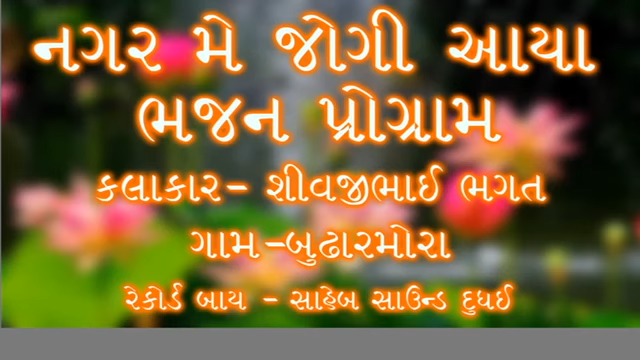 નગર મે જોગી આયા
ભજન પ્રોગ્રામ
કલાકાર- શીવજીભાઈ ભગત
ગામ-બુઢારમોરા
રેકોર્ડ બાય - સાહેબ સાઉન્ડ દુધઈ